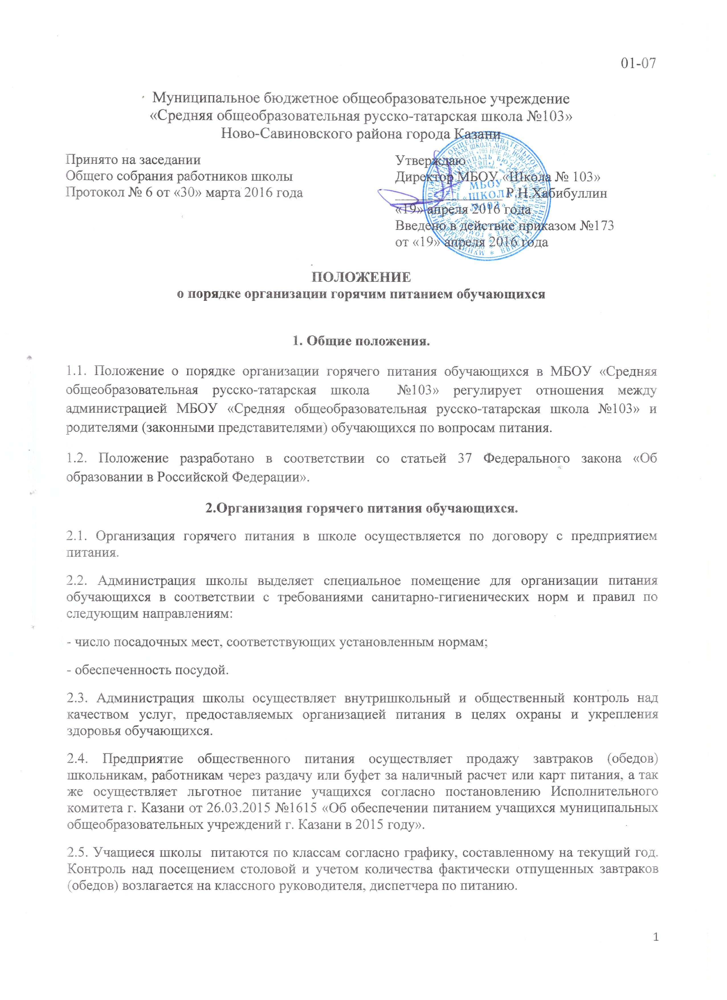 01-07
Муниципальное бюджетное общеобразовательное учреждение
«Средняя общеобразовательная русско-татарская школа №103»
Ново-Савиновского района города Казани
Принято на заседании
Общего собрания работников школы
Протокол № 6 от «30» марта 2016 года
Утверждаю
Директор МБОУ «Школа № 103»
Р.Н.Хабибуллин
«19» апреля 2016 года
Введено в действие приказом №173
от «19» апреля 2016 года
МБОУ
«ШКОЛА
№103»
ПОЛОЖЕНИЕ
о порядке организации горячим питанием обучающихся
1. Общие положения.
1.1. Положение о порядке организации горячего питания обучающихся в МБОУ «Средняя
общеобразовательная русско-татарская школа №103» регулирует отношения между
администрацией МБОУ «Средняя общеобразовательная русско-татарская школа №103» и
родителями (законными представителями) обучающихся по вопросам питания.
1.2. Положение разработано в соответствии со статьей 37 Федерального закона «Об
образовании в Российской Федерации».
2.Организация горячего питания обучающихся.
2.1. Организация горячего питания в школе осуществляется по договору с предприятием
питания.
2.2. Администрация школы выделяет специальное помещение для организации питания
обучающихся в соответствии с требованиями санитарно-гигиенических норм и правил по
следующим направлениям:
- число посадочных мест, соответствующих установленным нормам;
- обеспеченность посудой.
2.3. Администрация школы осуществляет внутришкольный и общественный контроль над
качеством услуг, предоставляемых организацией питания в целях охраны и укрепления
здоровья обучающихся.
2.4. Предприятие общественного питания осуществляет продажу завтраков (обедов)
школьникам, работникам через раздачу или буфет за наличный расчет или карт питания, а так
же осуществляет льготное питание учащихся согласно постановлению Исполнительного
комитета г. Казани от 26.03.2015 №1615 «Об обеспечении питанием учащихся муниципальных
общеобразовательных учреждений г. Казани в 2015 году».
2.5. Учащиеся школы питаются по классам согласно графику, составленному на текущий год.
Контроль над посещением столовой и учетом количества фактически отпущенных завтраков
(обедов) возлагается на классного руководителя, диспетчера по питанию.
1